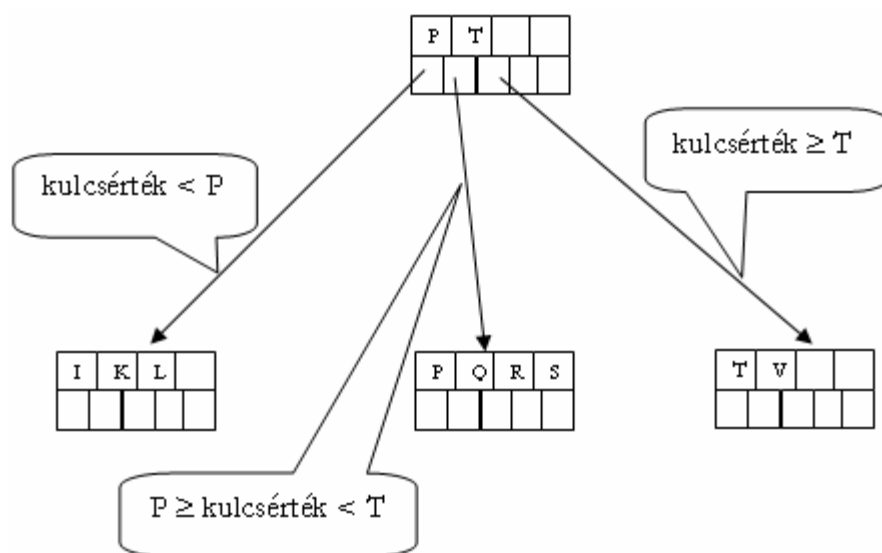 P T
kulcsérték < P
kulcsérték ≥ T
I K L
P Q R S
T V
P ≥ kulcsérték < T